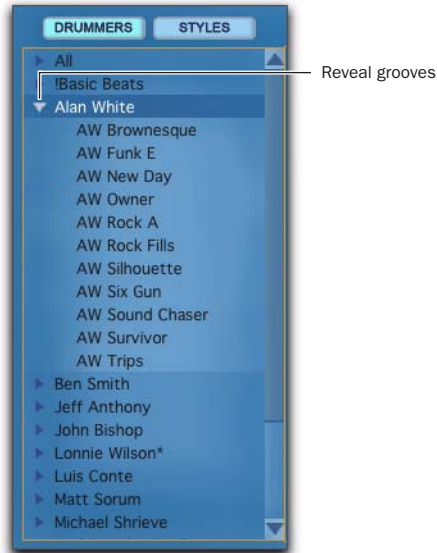 DRUMMERS STYLES
All
!Basic Beats
Reveal grooves
Alan White
AW Brownesque
AW Funk E
AW New Day
AW Owner
AW Rock A
AW Rock Fills
AW Silhouette
AW Six Gun
AW Sound Chaser
AW Survivor
AW Trips
Ben Smith
Jeff Anthony
John Bishop
Lonnie Wilson*
Luis Conte
Matt Sorum
Michael Shrieve